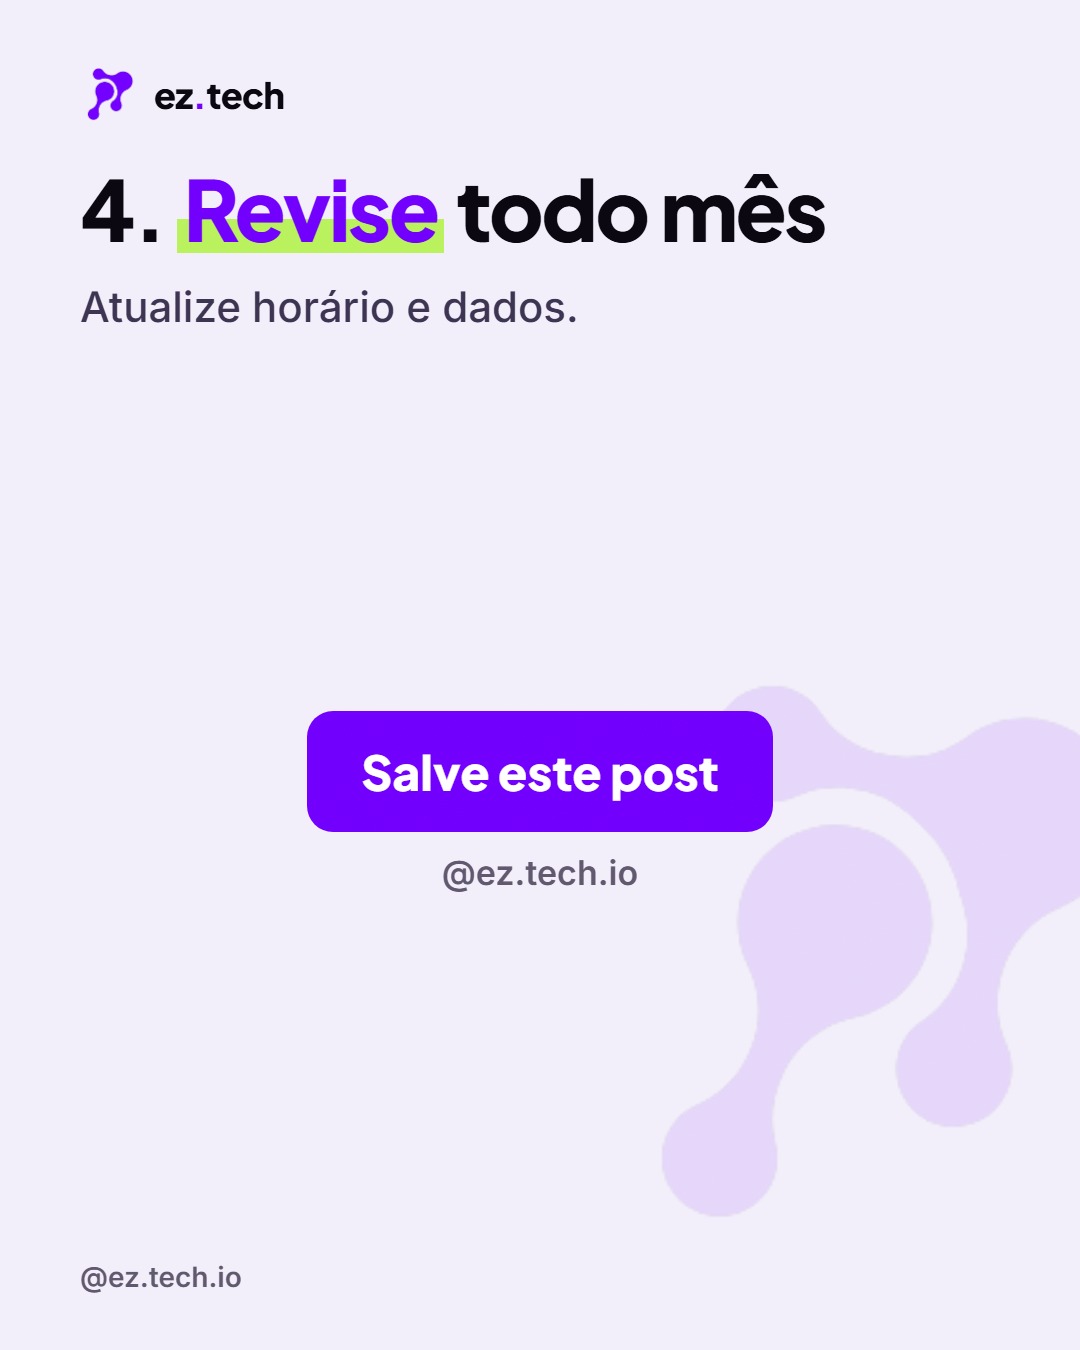 ez.tech
4. Revise todo mês
Atualize horário e dados.
Salve este post
@ez.tech.io
@ez.tech.io